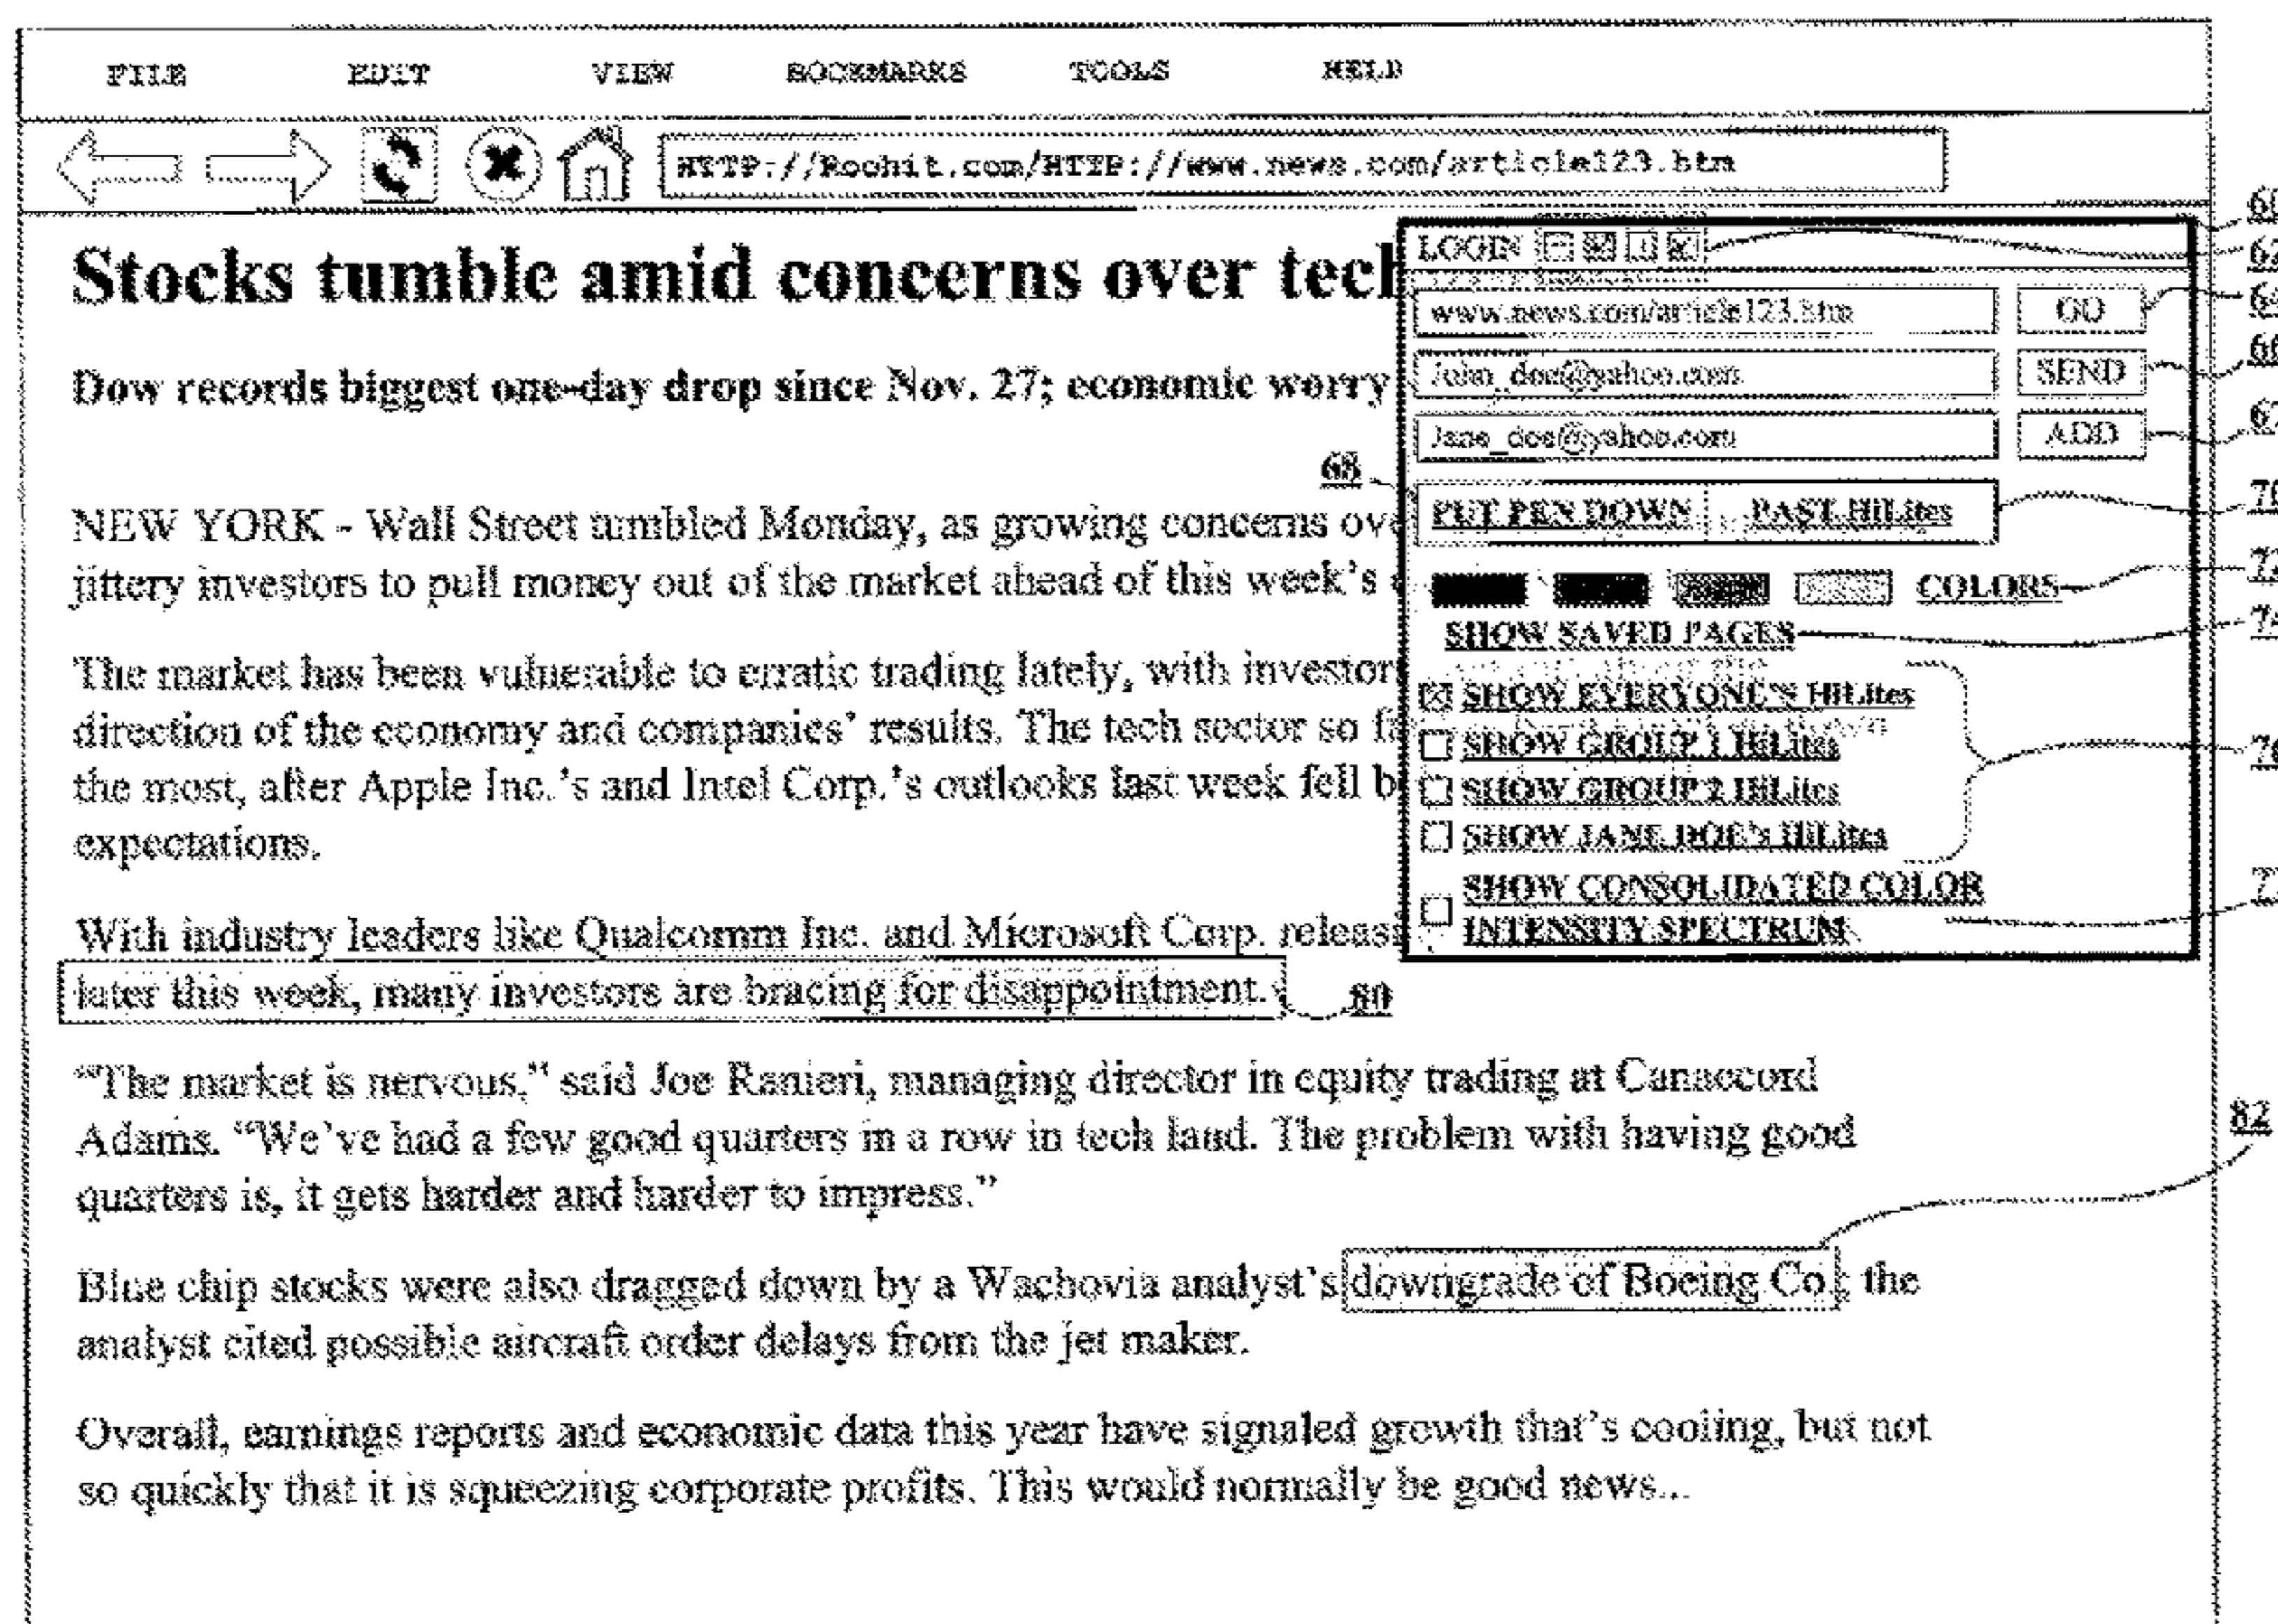 FILE EDIT VIEW BOOKMARKS TOOLS HELP
HTTP://Rochit.com/HTTP://www.news.com/article123.htm
Stocks tumble amid concerns over tech
Dow records biggest one-day drop since Nov. 27; economic worry
NEW YORK - Wall Street tumbled Monday, as growing concerns ove
jittery investors to pull money out of the market ahead of this week's
The market has been vulnerable to erratic trading lately, with investor
direction of the economy and companies' results. The tech sector so fa
the most, after Apple Inc.'s and Intel Corp.'s outlooks last week fell b
expectations.
With industry leaders like Qualcomm Inc. and Microsoft Corp. releasi
later this week, many investors are bracing for disappointment.
80
"The market is nervous," said Joe Ranieri, managing director in equity trading at Canaccord
Adams. "We've had a few good quarters in a row in tech land. The problem with having good
quarters is, it gets harder and harder to impress."
82
Blue chip stocks were also dragged down by a Wachovia analyst's downgrade of Boeing Co.; the
analyst cited possible aircraft order delays from the jet maker.
Overall, earnings reports and economic data this year have signaled growth that's cooling, but not
so quickly that it is squeezing corporate profits. This would normally be good news...
LOGIN
www.news.com/article123.htm GO
John_doe@yahoo.com SEND
Jane_doe@yahoo.com ADD
68
PUT PEN DOWN PAST HiLites
COLORS
SHOW SAVED PAGES
SHOW EVERYONE'S HiLites
SHOW GROUP 1 HiLites
SHOW GROUP 2 HiLites
SHOW JANE DOE's HiLites
SHOW CONSOLIDATED COLOR
INTENSITY SPECTRUM